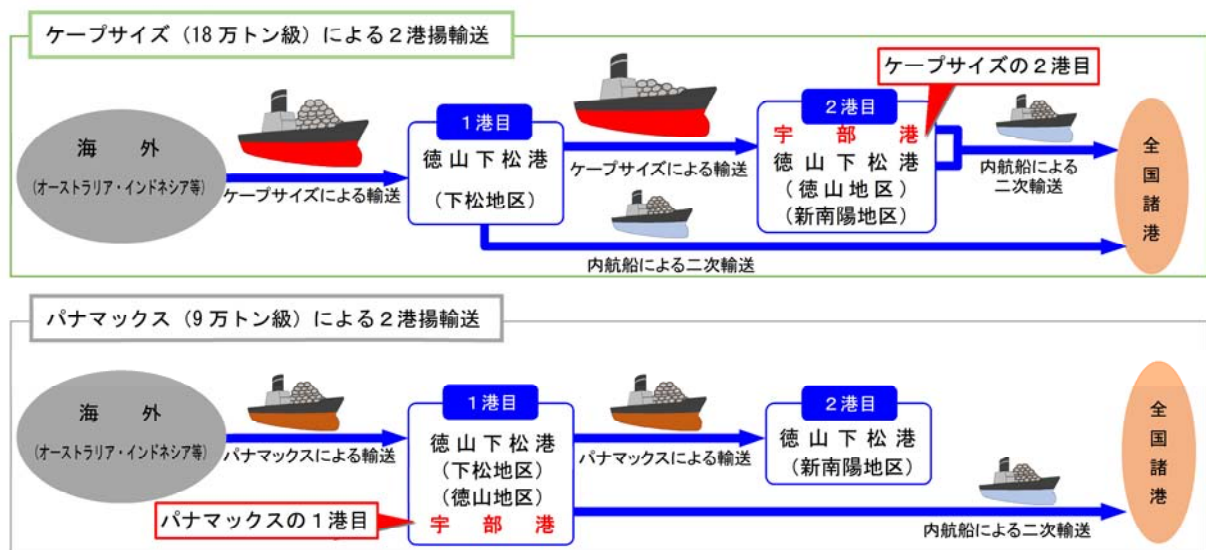 ケープサイズ（18万トン級）による２港揚輸送
ケープサイズの２港目
海　外
(オーストラリア・インドネシア等)
ケープサイズによる輸送
１港目
徳山下松港
(下松地区)
ケープサイズによる輸送
２港目
宇部港
徳山下松港
(徳山地区)
(新南陽地区)
内航船による
二次輸送
内航船による二次輸送
全国諸港
パナマックス（9万トン級）による２港揚輸送
海　外
(オーストラリア・インドネシア等)
パナマックスによる輸送
１港目
徳山下松港
(下松地区)
(徳山地区)
宇部港
パナマックスの１港目
パナマックスによる輸送
２港目
徳山下松港
(新南陽地区)
内航船による二次輸送
全国諸港